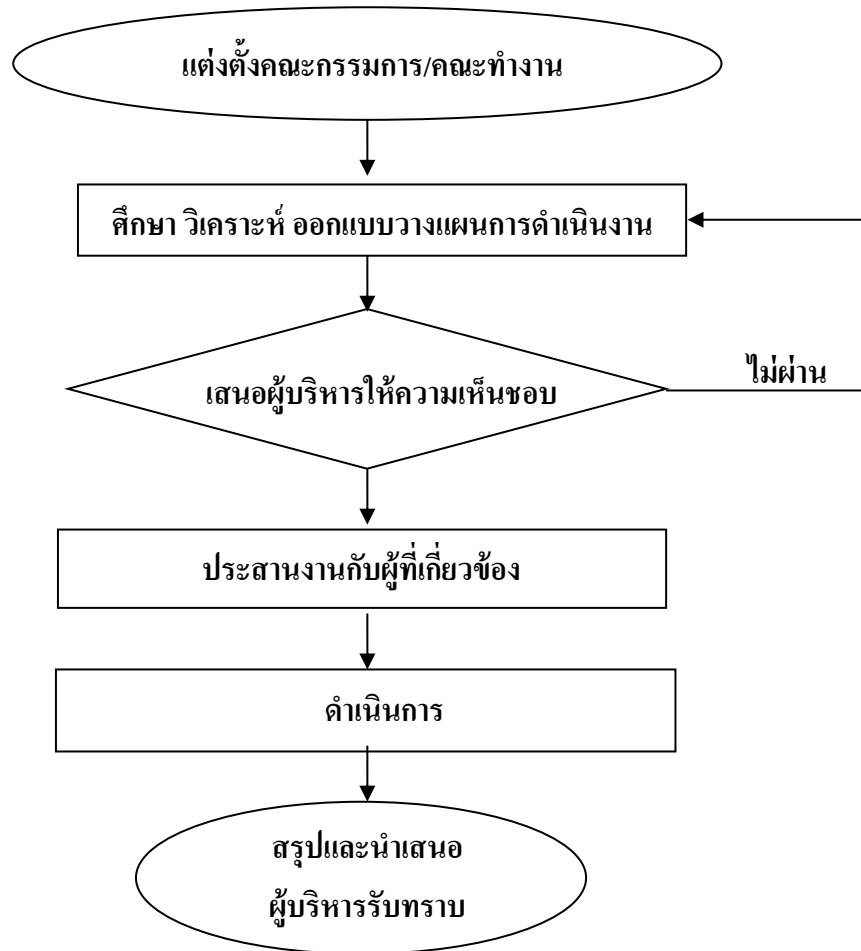 แต่งตั้งคณะกรรมการ/คณะทำงาน
ศึกษา วิเคราะห์ ออกแบบวางแผนการดำเนินงาน
เสนอผู้บริหารให้ความเห็นชอบ
ไม่ผ่าน
ประสานงานกับผู้ที่เกี่ยวข้อง
ดำเนินการ
สรุปและนำเสนอ
ผู้บริหารรับทราบ